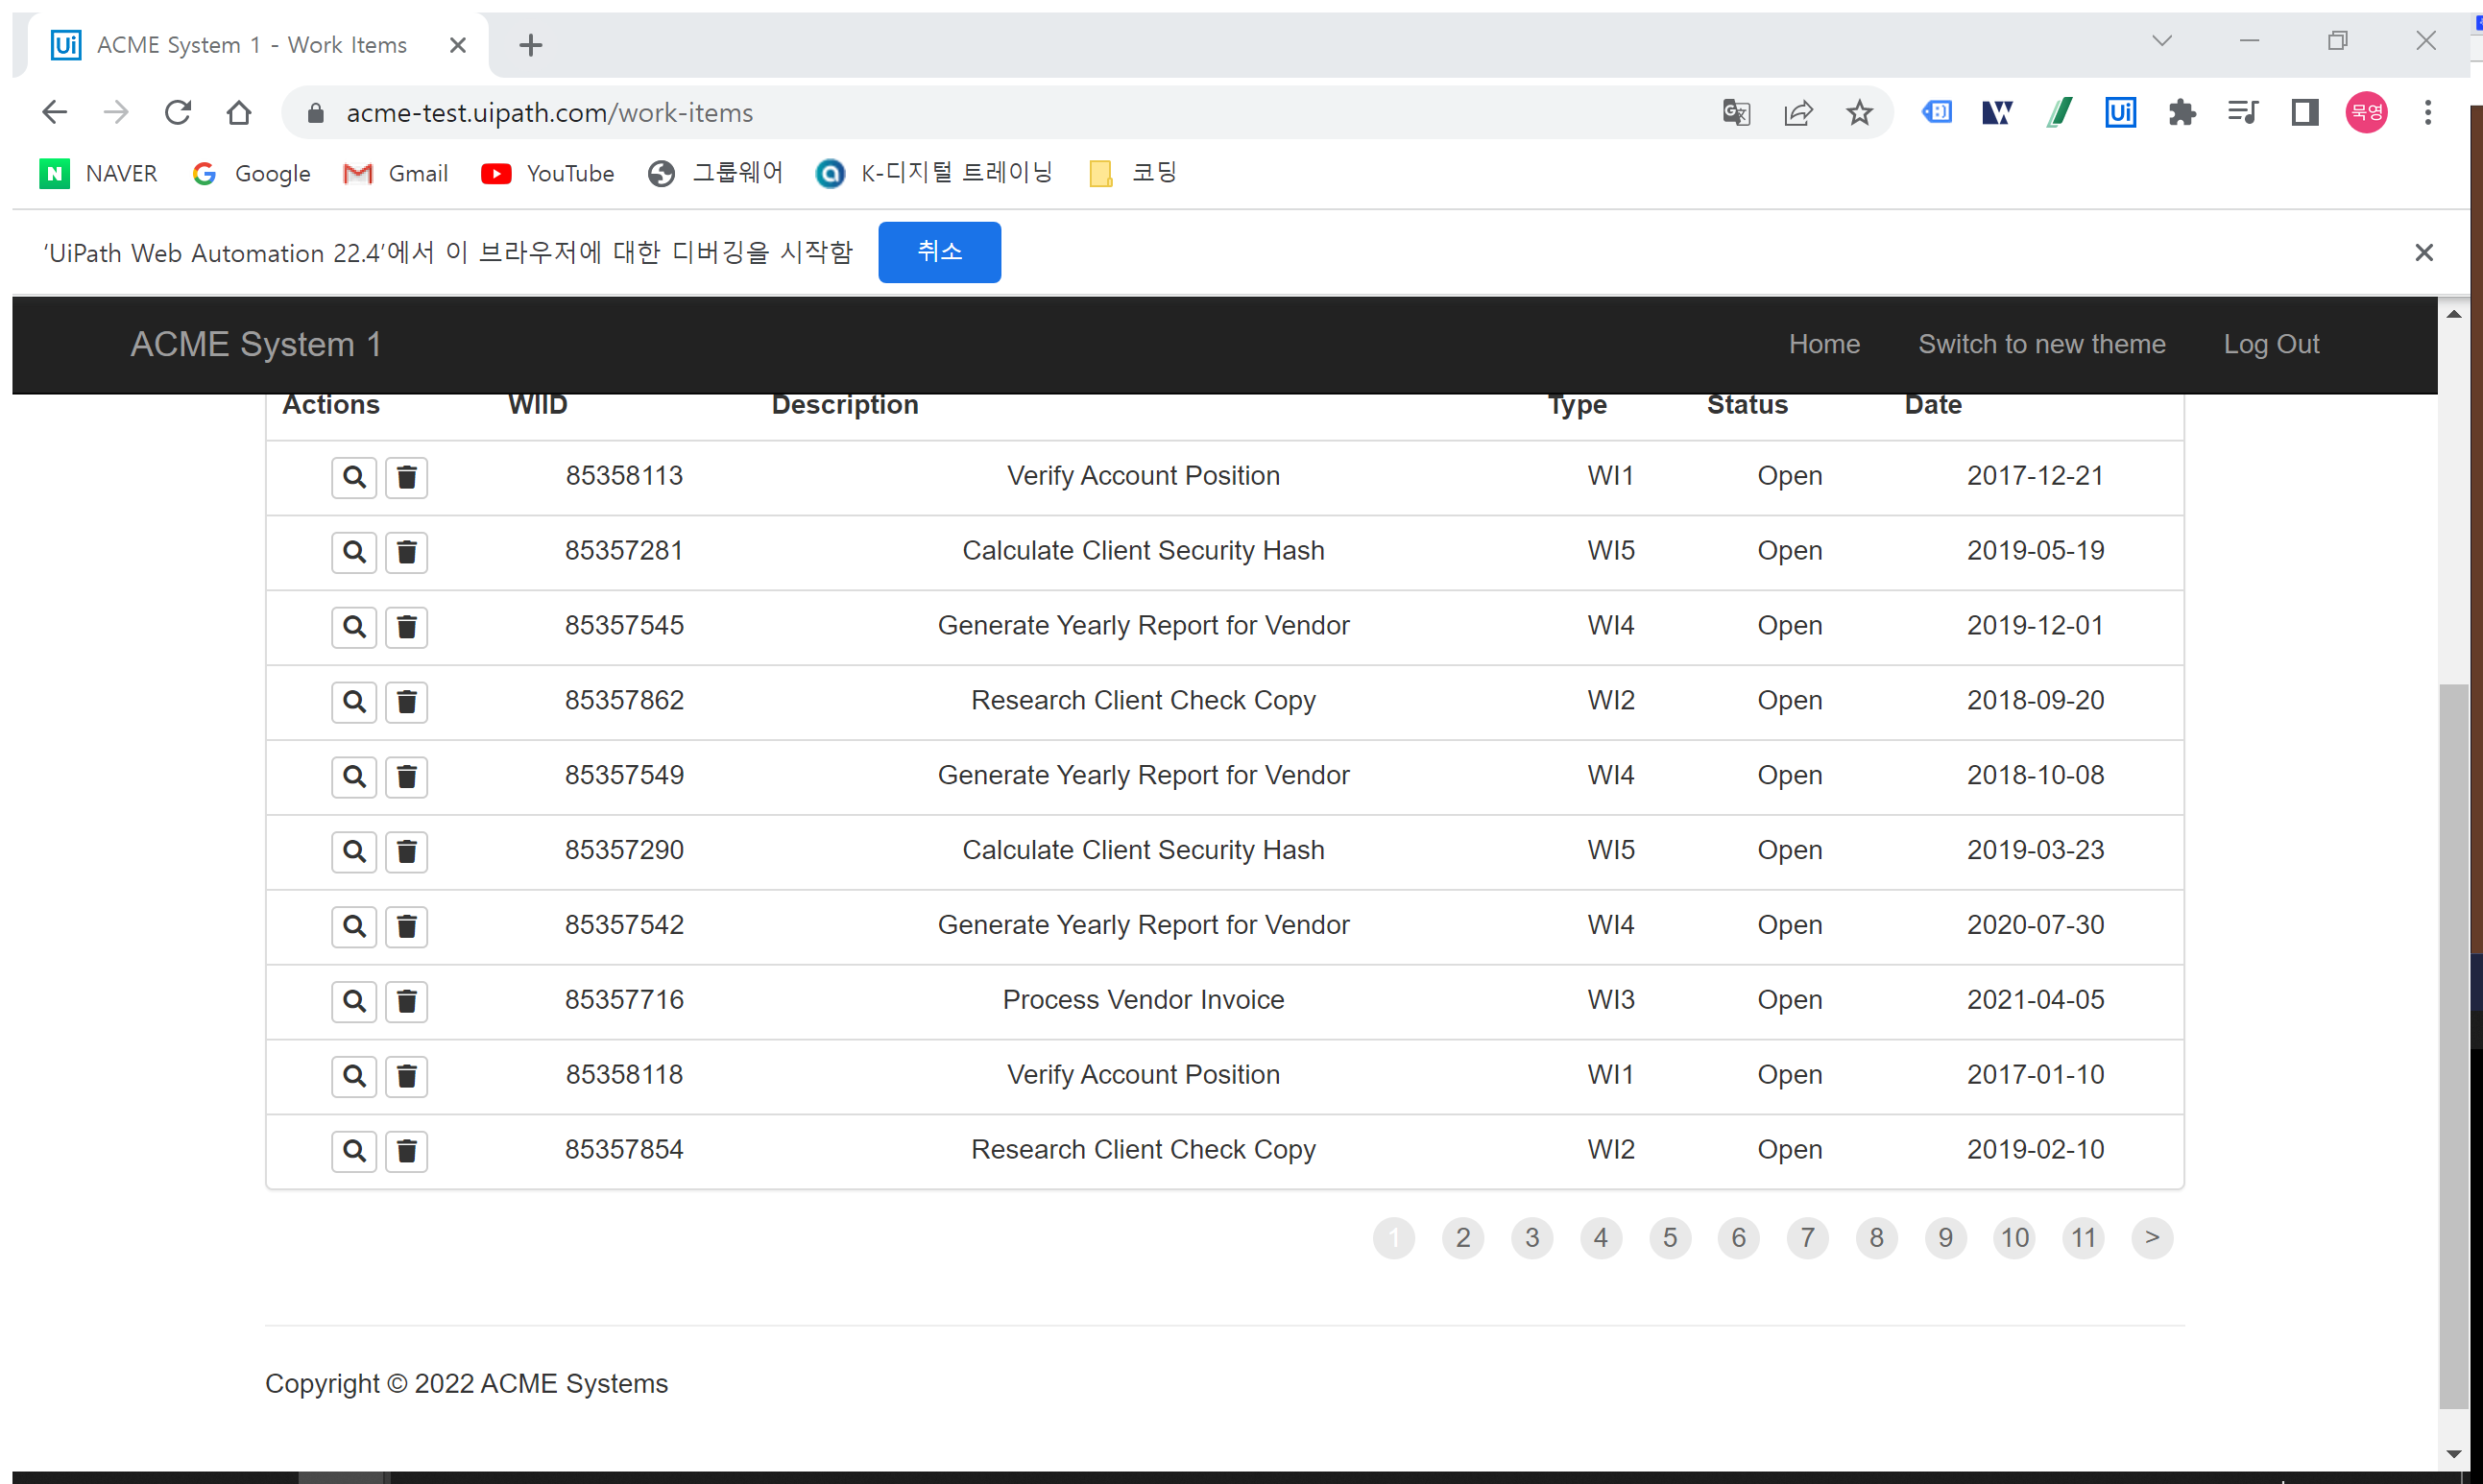 ACME System 1 - Work Items
acme-test.uipath.com/work-items
묵영
NAVER Google Gmail YouTube 그룹웨어 K-디지털 트레이닝 코딩
'UiPath Web Automation 22.4'에서 이 브라우저에 대한 디버깅을 시작함 취소
ACME System 1 Home Switch to new theme Log Out
Actions WIID Description Type Status Date
85358113 Verify Account Position WI1 Open 2017-12-21
85357281 Calculate Client Security Hash WI5 Open 2019-05-19
85357545 Generate Yearly Report for Vendor WI4 Open 2019-12-01
85357862 Research Client Check Copy WI2 Open 2018-09-20
85357549 Generate Yearly Report for Vendor WI4 Open 2018-10-08
85357290 Calculate Client Security Hash WI5 Open 2019-03-23
85357542 Generate Yearly Report for Vendor WI4 Open 2020-07-30
85357716 Process Vendor Invoice WI3 Open 2021-04-05
85358118 Verify Account Position WI1 Open 2017-01-10
85357854 Research Client Check Copy WI2 Open 2019-02-10
1 2 3 4 5 6 7 8 9 10 11 >
Copyright © 2022 ACME Systems